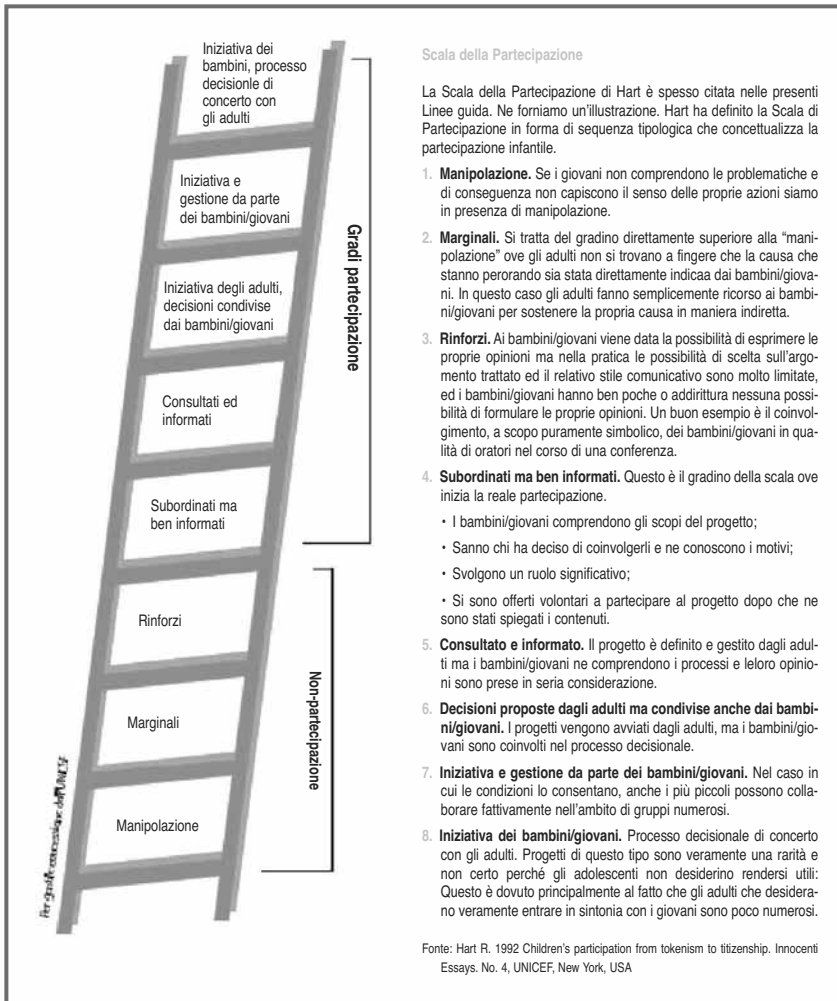 Iniziativa dei
bambini, processo
decisionle di
concerto con
gli adulti
Iniziativa e
gestione da parte
dei bambini/giovani
Iniziativa degli adulti,
decisioni condivise
dai bambini/giovani
Consultati ed
informati
Subordinati ma
ben informati
Rinforzi
Marginali
Manipolazione
Gradi partecipazione
Non-partecipazione
Per gentile concessione dell'UNICEF
Scala della Partecipazione
La Scala della Partecipazione di Hart è spesso citata nelle presenti
Linee guida. Ne forniamo un'illustrazione. Hart ha definito la Scala di
Partecipazione in forma di sequenza tipologica che concettualizza la
partecipazione infantile.
1. Manipolazione. Se i giovani non comprendono le problematiche e
di conseguenza non capiscono il senso delle proprie azioni siamo
in presenza di manipolazione.
2. Marginali. Si tratta del gradino direttamente superiore alla “mani-
polazione” ove gli adulti non si trovano a fingere che la causa che
stanno perorando sia stata direttamente indicaa dai bambini/giova-
ni. In questo caso gli adulti fanno semplicemente ricorso ai bambi-
ni/giovani per sostenere la propria causa in maniera indiretta.
3. Rinforzi. Ai bambini/giovani viene data la possibilità di esprimere le
proprie opinioni ma nella pratica le possibilità di scelta sull'argo-
mento trattato ed il relativo stile comunicativo sono molto limitate,
ed i bambini/giovani hanno ben poche o addirittura nessuna possi-
bilità di formulare le proprie opinioni. Un buon esempio è il coinvol-
gimento, a scopo puramente simbolico, dei bambini/giovani in qua-
lità di oratori nel corso di una conferenza.
4. Subordinati ma ben informati. Questo è il gradino della scala ove
inizia la reale partecipazione.
• I bambini/giovani comprendono gli scopi del progetto;
• Sanno chi ha deciso di coinvolgerli e ne conoscono i motivi;
• Svolgono un ruolo significativo;
• Si sono offerti volontari a partecipare al progetto dopo che ne
sono stati spiegati i contenuti.
5. Consultato e informato. Il progetto è definito e gestito dagli adul-
ti ma i bambini/giovani ne comprendono i processi e leloro opinio-
ni sono prese in seria considerazione.
6. Decisioni proposte dagli adulti ma condivise anche dai bambi-
ni/giovani. I progetti vengono avviati dagli adulti, ma i bambini/gio-
vani sono coinvolti nel processo decisionale.
7. Iniziativa e gestione da parte dei bambini/giovani. Nel caso in
cui le condizioni lo consentano, anche i più piccoli possono colla-
borare fattivamente nell'ambito di gruppi numerosi.
8. Iniziativa dei bambini/giovani. Processo decisionale di concerto
con gli adulti. Progetti di questo tipo sono veramente una rarità e
non certo perché gli adolescenti non desiderino rendersi utili:
Questo è dovuto principalmente al fatto che gli adulti che desidera-
no veramente entrare in sintonia con i giovani sono poco numerosi.
Fonte: Hart R. 1992 Children's participation from tokenism to titizenship. Innocenti
Essays. No. 4, UNICEF, New York, USA